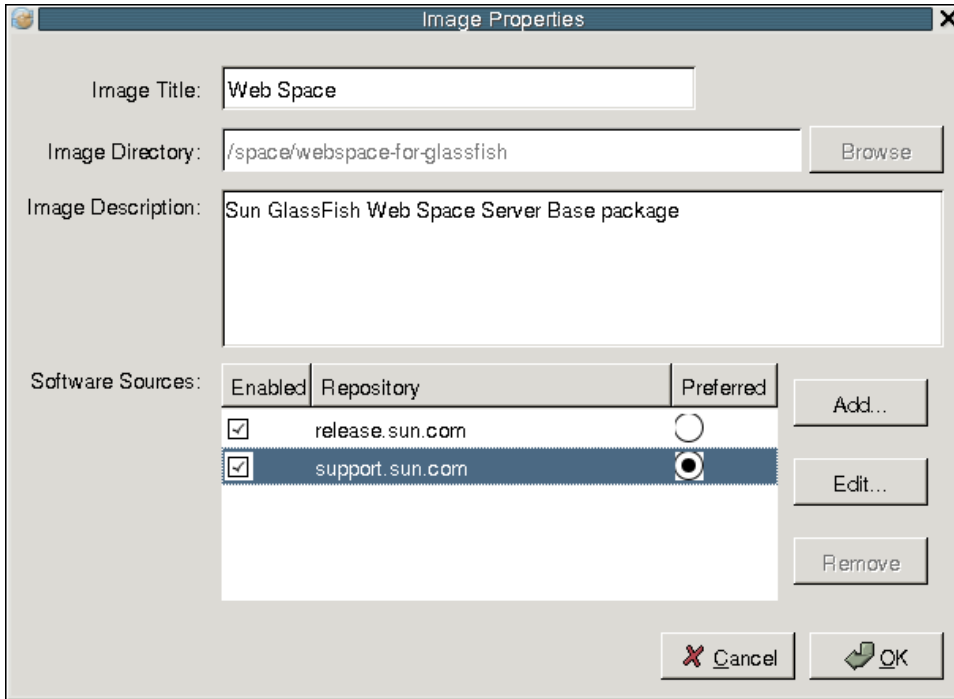 Image Properties
Image Title: Web Space
Image Directory: /space/webspace-for-glassfish Browse
Image Description: Sun GlassFish Web Space Server Base package
Software Sources: Enabled Repository Preferred Add...
release.sun.com
support.sun.com Edit...
Remove
Cancel OK